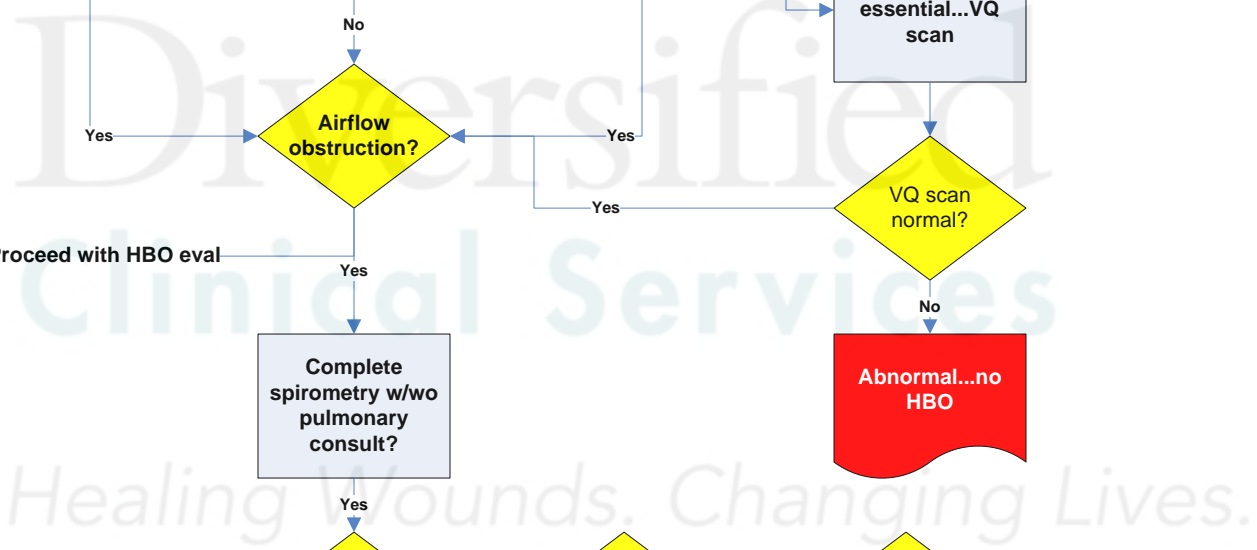 essential...VQ
scan
No
Airflow
obstruction?
Yes
Yes
VQ scan
normal?
Yes
Proceed with HBO eval
Yes
No
Complete
spirometry w/wo
pulmonary
consult?
Abnormal...no
HBO
Yes
Diversified
Clinical Services
Healing Wounds. Changing Lives.